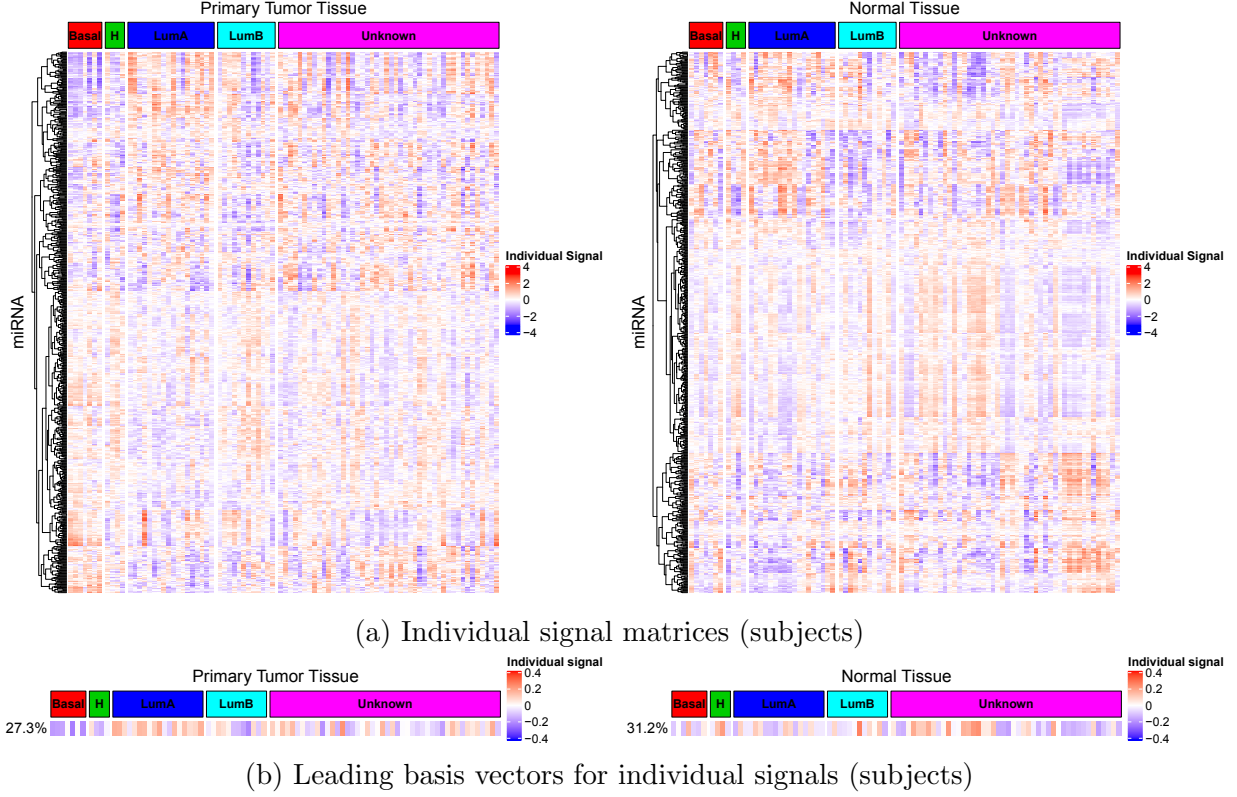 Primary Tumor Tissue
Basal H LumA LumB Unknown
miRNA
Individual Signal
4
2
0
−2
−4
Normal Tissue
Basal H LumA LumB Unknown
miRNA
Individual Signal
4
2
0
−2
−4
(a) Individual signal matrices (subjects)
Primary Tumor Tissue
Basal H LumA LumB Unknown
27.3%
Individual signal
0.4
0.2
0
−0.2
−0.4
Normal Tissue
Basal H LumA LumB Unknown
31.2%
Individual signal
0.4
0.2
0
−0.2
−0.4
(b) Leading basis vectors for individual signals (subjects)